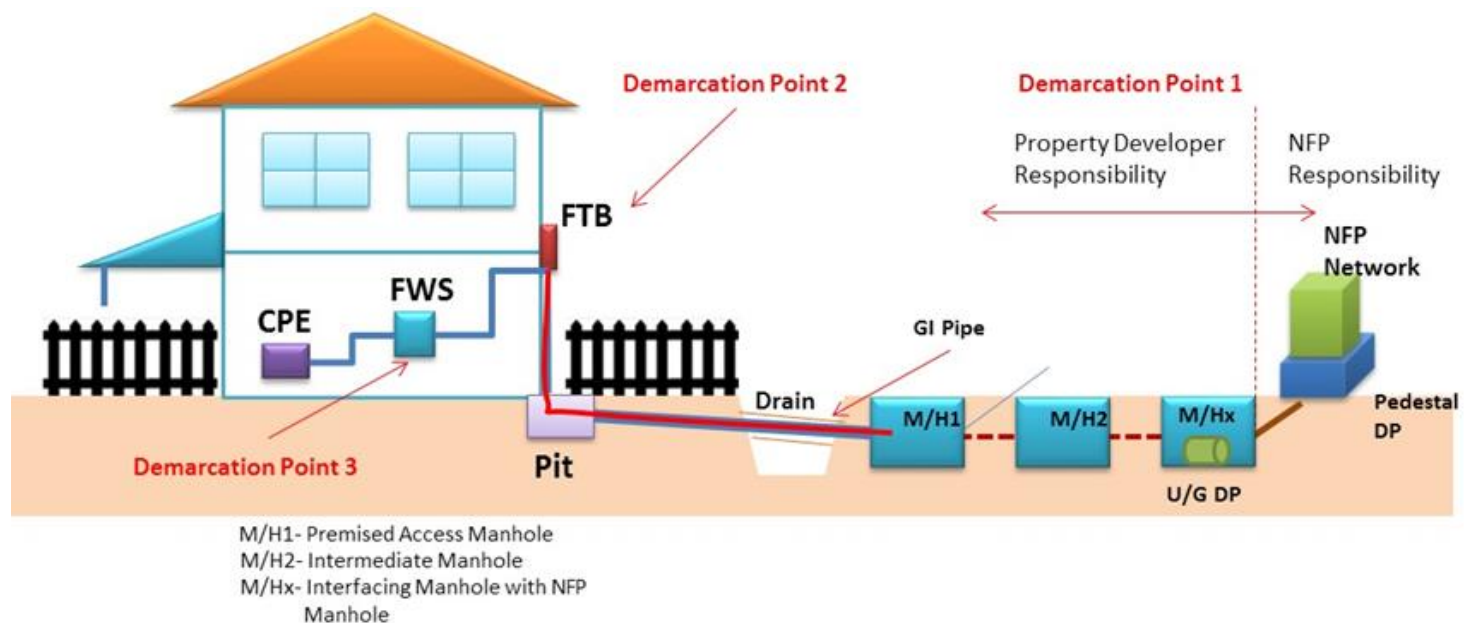 Demarcation Point 2
Demarcation Point 1
Property Developer
Responsibility
NFP
Responsibility
FTB
NFP
Network
FWS
CPE
GI Pipe
Drain
M/H1
M/H2
M/Hx
Pedestal
DP
Demarcation Point 3
Pit
U/G DP
M/H1- Premised Access Manhole
M/H2- Intermediate Manhole
M/Hx- Interfacing Manhole with NFP
Manhole